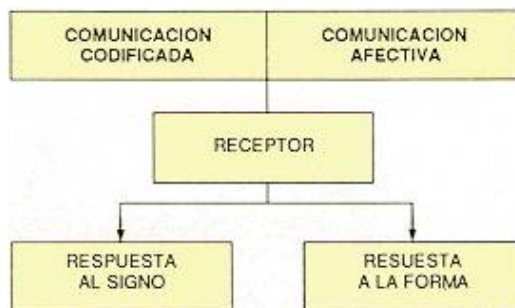 COMUNICACION
CODIFICADA
COMUNICACION
AFECTIVA
RECEPTOR
RESPUESTA
AL SIGNO
RESUESTA
A LA FORMA